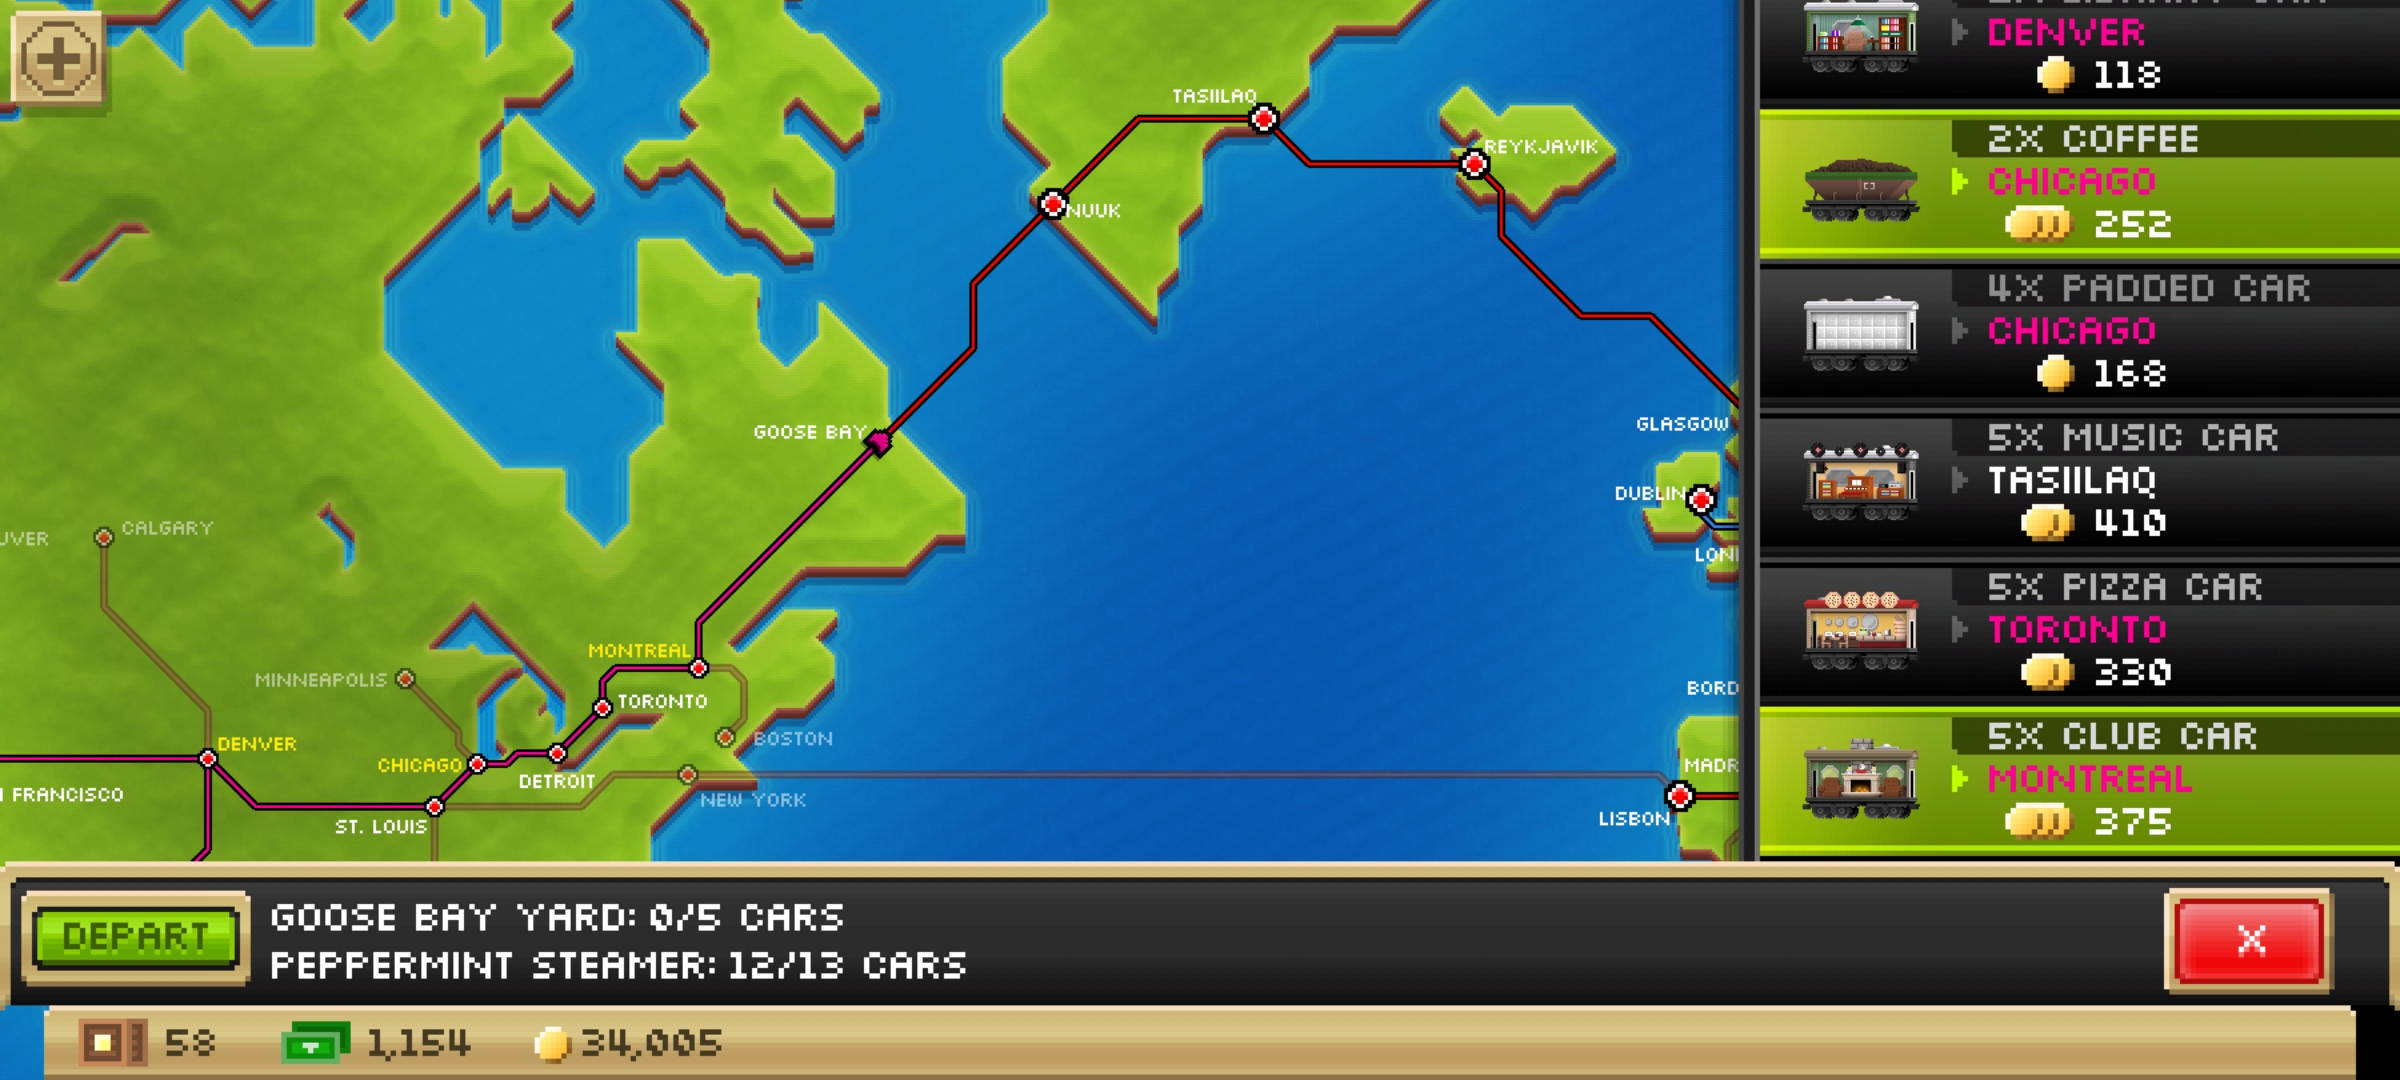 TASIILAQ
REYKJAVIK
NUUK
GOOSE BAY
GLASGOW
DUBLIN
CALGARY
MONTREAL
MINNEAPOLIS
TORONTO
BOSTON
DENVER
CHICAGO
DETROIT
FRANCISCO
NEW YORK
ST. LOUIS
LISBON
DENVER
118
2X COFFEE
CHICAGO
252
4X PADDED CAR
CHICAGO
168
5X MUSIC CAR
TASIILAQ
410
5X PIZZA CAR
TORONTO
330
5X CLUB CAR
MONTREAL
375
DEPART
GOOSE BAY YARD: 0/5 CARS
PEPPERMINT STEAMER: 12/13 CARS
X
58
1,154
34,005